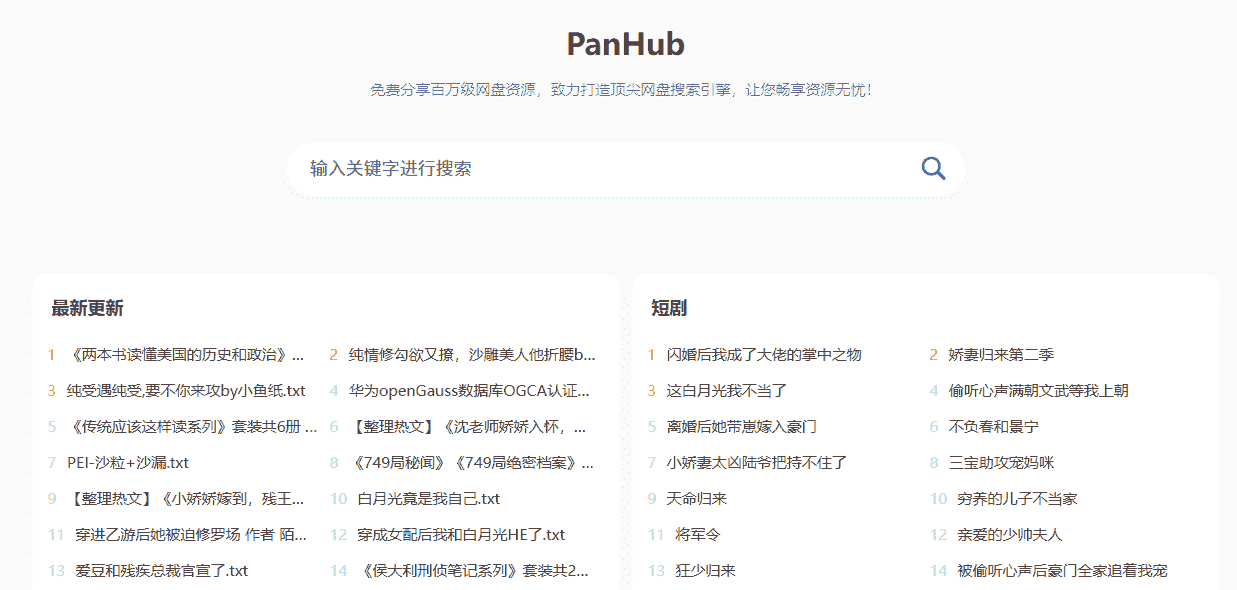 PanHub
免费分享百万级网盘资源，致力打造顶尖网盘搜索引擎，让您畅享资源无忧！
输入关键字进行搜索
最新更新
1 《两本书读懂美国的历史和政治》...
2 纯情修勾欲又撩，沙雕美人他折腰b...
3 纯受遇纯受,要不你来攻by小鱼纸.txt
4 华为openGauss数据库OGCA认证...
5 《传统应该这样读系列》套装共6册 ...
6 【整理热文】《沈老师娇娇入怀，...
7 PEI-沙粒+沙漏.txt
8 《749局秘闻》《749局绝密档案》...
9 【整理热文】《小娇娇嫁到，残王...
10 白月光竟是我自己.txt
11 穿进乙游后她被迫修罗场 作者 陌...
12 穿成女配后我和白月光HE了.txt
13 爱豆和残疾总裁官宣了.txt
14 《侯大利刑侦笔记系列》套装共2...
短剧
1 闪婚后我成了大佬的掌中之物
2 娇妻归来第二季
3 这白月光我不当了
4 偷听心声满朝文武等我上朝
5 离婚后她带崽嫁入豪门
6 不负春和景宁
7 小娇妻太凶陆爷把持不住了
8 三宝助攻宠妈咪
9 天命归来
10 穷养的儿子不当家
11 将军令
12 亲爱的少帅夫人
13 狂少归来
14 被偷听心声后豪门全家追着我宠